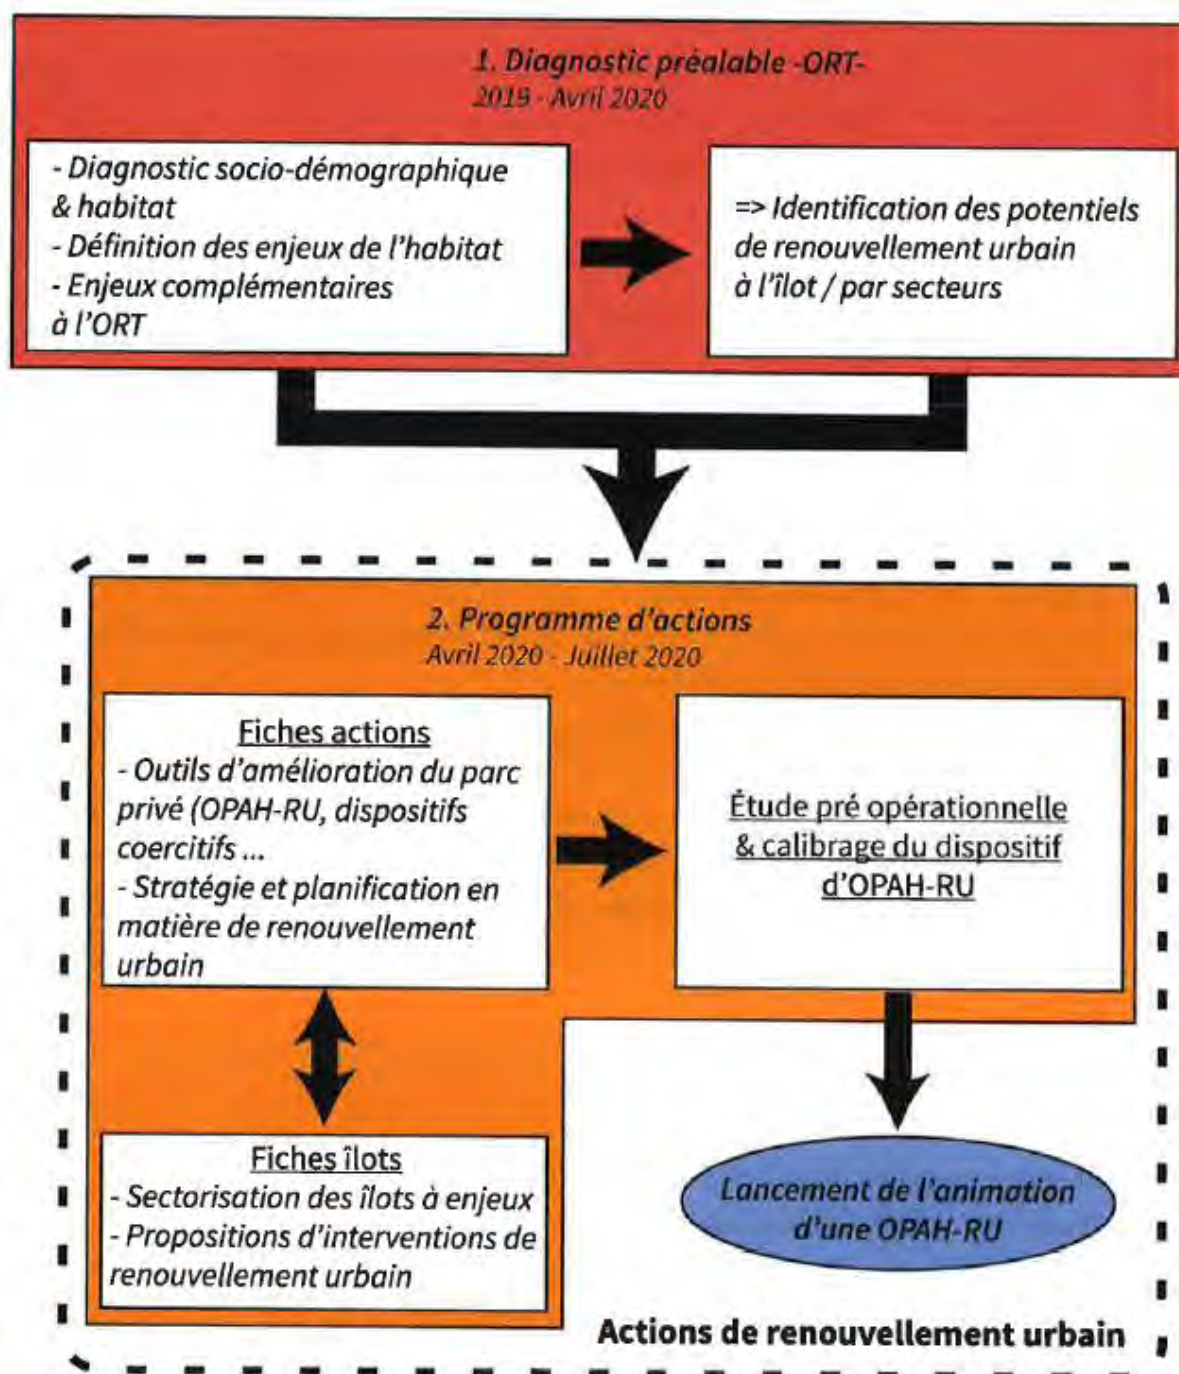 1. Diagnostic préalable -ORT-
2019 - Avril 2020
- Diagnostic socio-démographique
& habitat
- Définition des enjeux de l'habitat
- Enjeux complémentaires
à l'ORT
=> Identification des potentiels
de renouvellement urbain
à l'îlot / par secteurs
2. Programme d'actions
Avril 2020 - Juillet 2020
Fiches actions
- Outils d'amélioration du parc
privé (OPAH-RU, dispositifs
coercitifs ...
- Stratégie et planification en
matière de renouvellement
urbain
Étude pré opérationnelle
& calibrage du dispositif
d'OPAH-RU
Fiches îlots
- Sectorisation des îlots à enjeux
- Propositions d'interventions de
renouvellement urbain
Lancement de l'animation
d'une OPAH-RU
Actions de renouvellement urbain